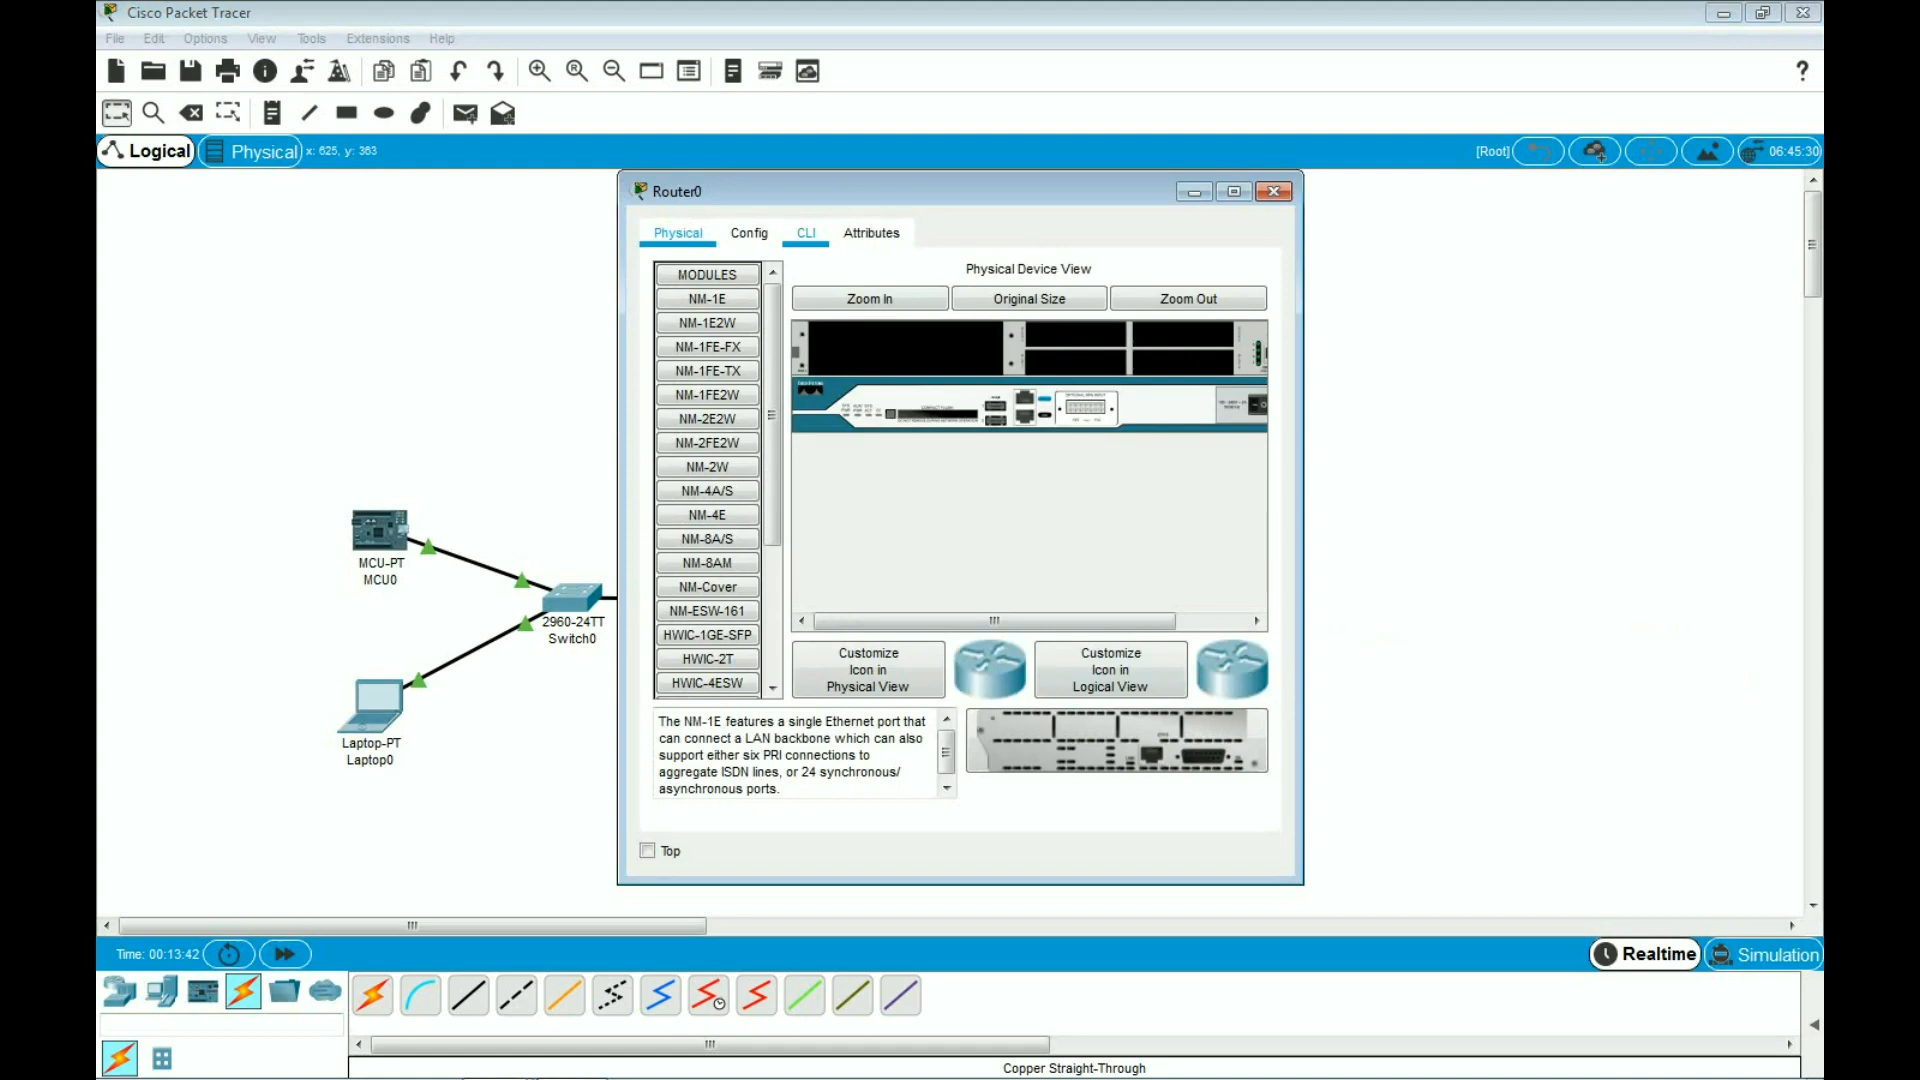 Cisco Packet Tracer
File Edit Options View Tools Extensions Help
?
Logical Physical x: 625, y: 363 [Root] 06:45:30
Router0
Physical Config CLI Attributes
MODULES
NM-1E
NM-1E2W
NM-1FE-FX
NM-1FE-TX
NM-1FE2W
NM-2E2W
NM-2FE2W
NM-2W
NM-4A/S
NM-4E
NM-8A/S
NM-8AM
NM-Cover
NM-ESW-161
HWIC-1GE-SFP
HWIC-2T
HWIC-4ESW
Physical Device View
Zoom In Original Size Zoom Out
Customize
Icon in
Physical View
Customize
Icon in
Logical View
The NM-1E features a single Ethernet port that
can connect a LAN backbone which can also
support either six PRI connections to
aggregate ISDN lines, or 24 synchronous/
asynchronous ports.
Top
MCU-PT
MCU0
2960-24TT
Switch0
Laptop-PT
Laptop0
Time: 00:13:42
Realtime Simulation
Copper Straight-Through